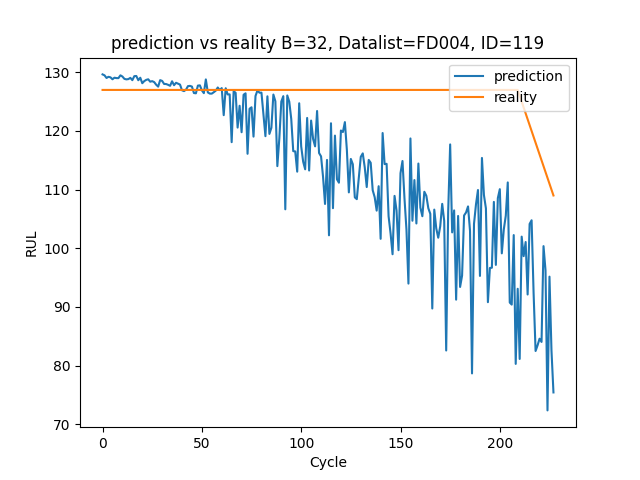 prediction vs reality B=32, Datalist=FD004, ID=119
prediction
reality
130
120
110
100
90
80
70
RUL
0 50 100 150 200
Cycle